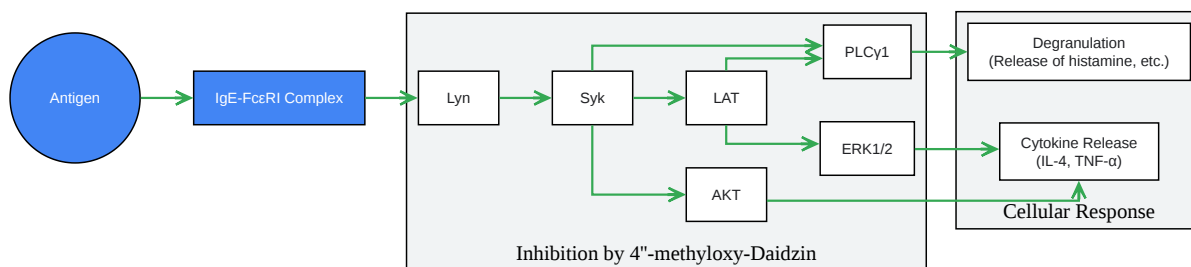 Antigen
IgE-FcεRI Complex
Lyn
Syk
LAT
PLCγ1
ERK1/2
AKT
Inhibition by 4"-methyloxy-Daidzin
Degranulation
(Release of histamine, etc.)
Cytokine Release
(IL-4, TNF-α)
Cellular Response